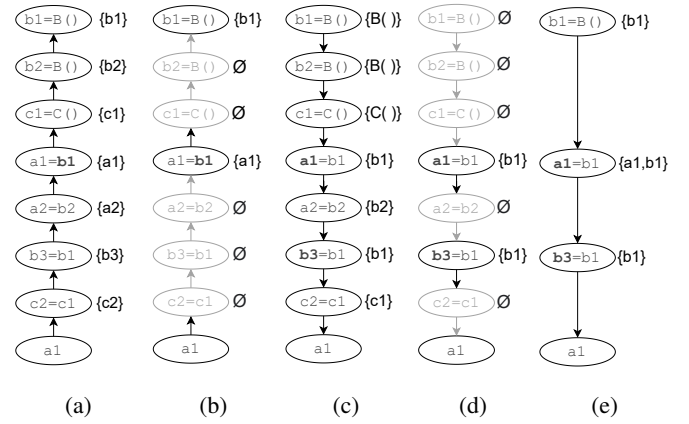 b1=B() {b1} b1=B() {b1} b1=B() {B( )} b1=B() Ø b1=B() {b1}
b2=B() {b2} b2=B() Ø b2=B() {B( )} b2=B() Ø
c1=C() {c1} c1=C() Ø c1=C() {C( )} c1=C() Ø
a1=b1 {a1} a1=b1 {a1} a1=b1 {b1} a1=b1 {b1} a1=b1 {a1,b1}
a2=b2 {a2} a2=b2 Ø a2=b2 {b2} a2=b2 Ø
b3=b1 {b3} b3=b1 Ø b3=b1 {b1} b3=b1 {b1} b3=b1 {b1}
c2=c1 {c2} c2=c1 Ø c2=c1 {c1} c2=c1 Ø
a1 a1 a1 a1 a1
(a) (b) (c) (d) (e)